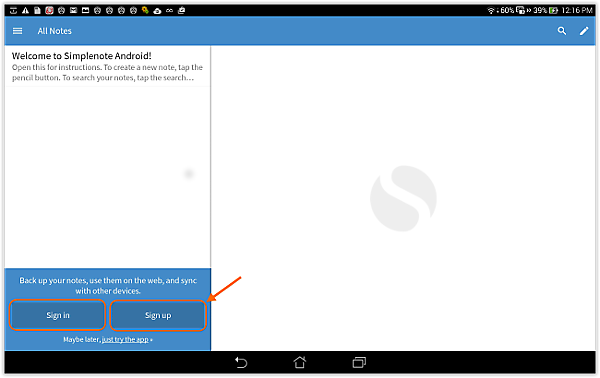 60% 39% 12:16 PM
All Notes
Welcome to Simplenote Android!
Open this for instructions. To create a new note, tap the
pencil button. To search your notes, tap the search…
Back up your notes, use them on the web, and sync
with other devices.
Sign in Sign up
Maybe later, just try the app »